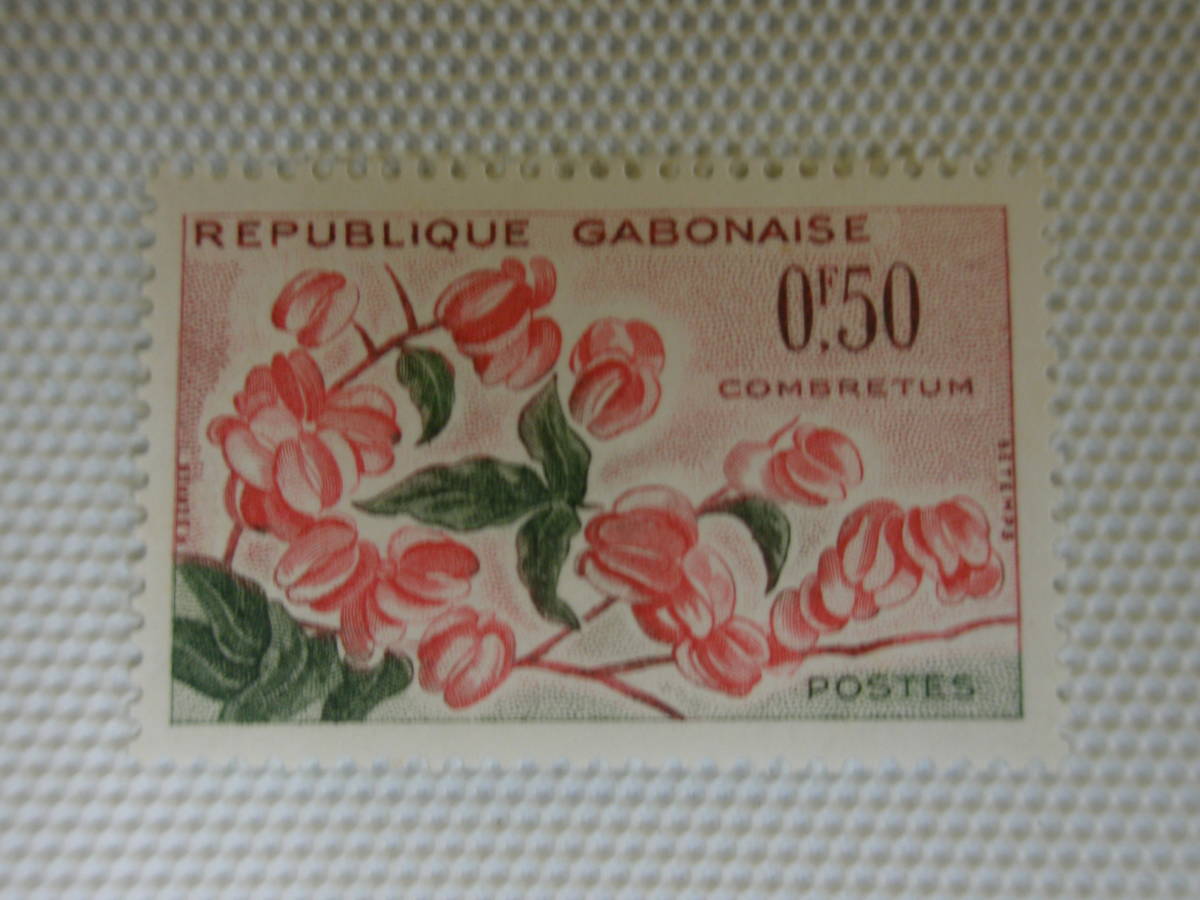 REPUBLIQUE GABONAISE
0F.50
COMBRETUM
POSTES